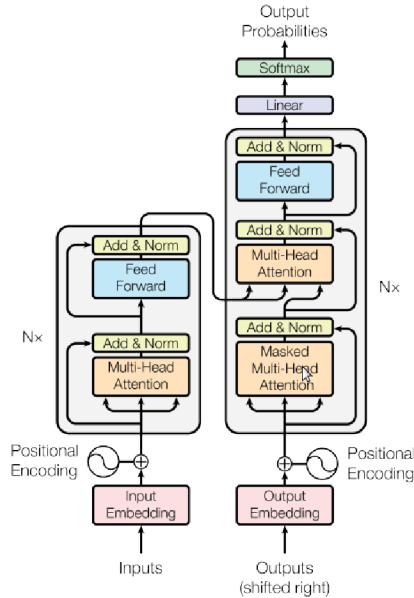 Output
Probabilities
Softmax
Linear
Add & Norm
Feed
Forward
Add & Norm
Multi-Head
Attention
Add & Norm
Masked
Multi-Head
Attention
Nx
Positional
Encoding
Output
Embedding
Outputs
(shifted right)
Add & Norm
Feed
Forward
Add & Norm
Multi-Head
Attention
Nx
Positional
Encoding
Input
Embedding
Inputs